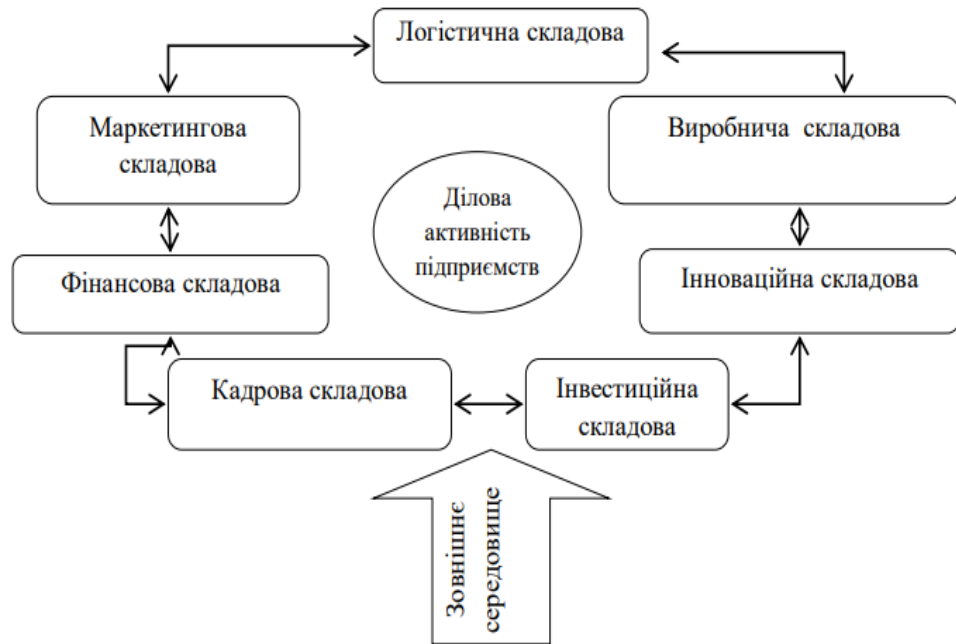 Логістична складова
Маркетингова
складова
Виробнича складова
Ділова
активність
підприємств
Фінансова складова
Інноваційна складова
Кадрова складова
Інвестиційна
складова
Зовнішнє
середовище